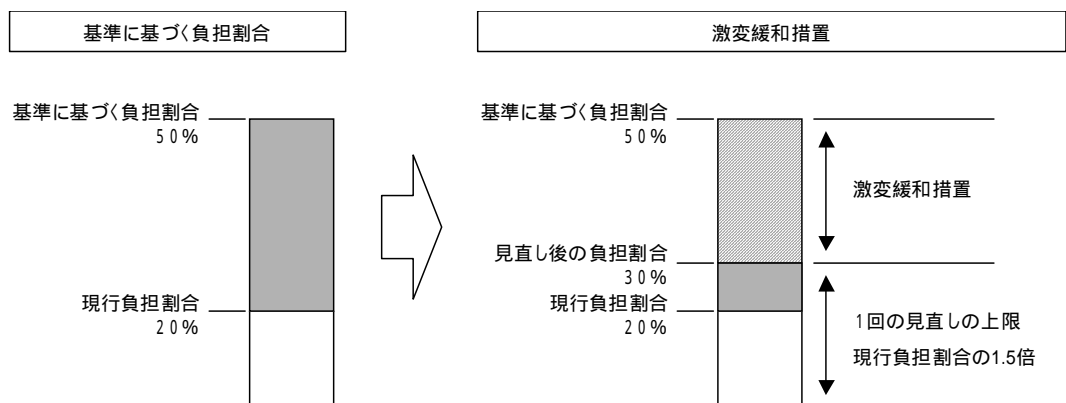 基準に基づく負担割合
基準に基づく負担割合
50%
現行負担割合
20%
激変緩和措置
基準に基づく負担割合
50%
見直し後の負担割合
30%
現行負担割合
20%
激変緩和措置
1回の見直しの上限
現行負担割合の1.5倍